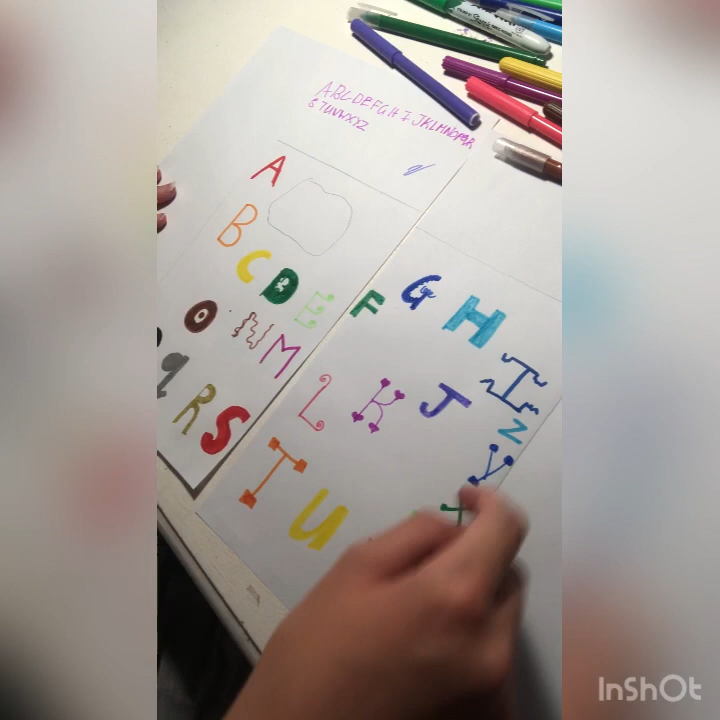 ABCDEFGHIJKLMNOPQR
STUVWXYZ
A
B
C D E F G H I
O N M L K J Z
q R S T U Y
InShOt